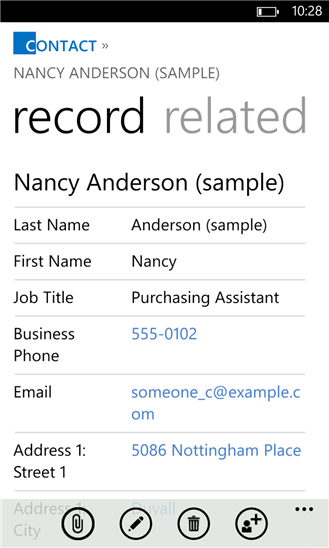 10:28
CONTACT »
NANCY ANDERSON (SAMPLE)
record related
Nancy Anderson (sample)
Last Name Anderson (sample)
First Name Nancy
Job Title Purchasing Assistant
Business 555-0102
Phone
Email someone_c@example.c
om
Address 1: 5086 Nottingham Place
Street 1
Address 1: Duvall
City